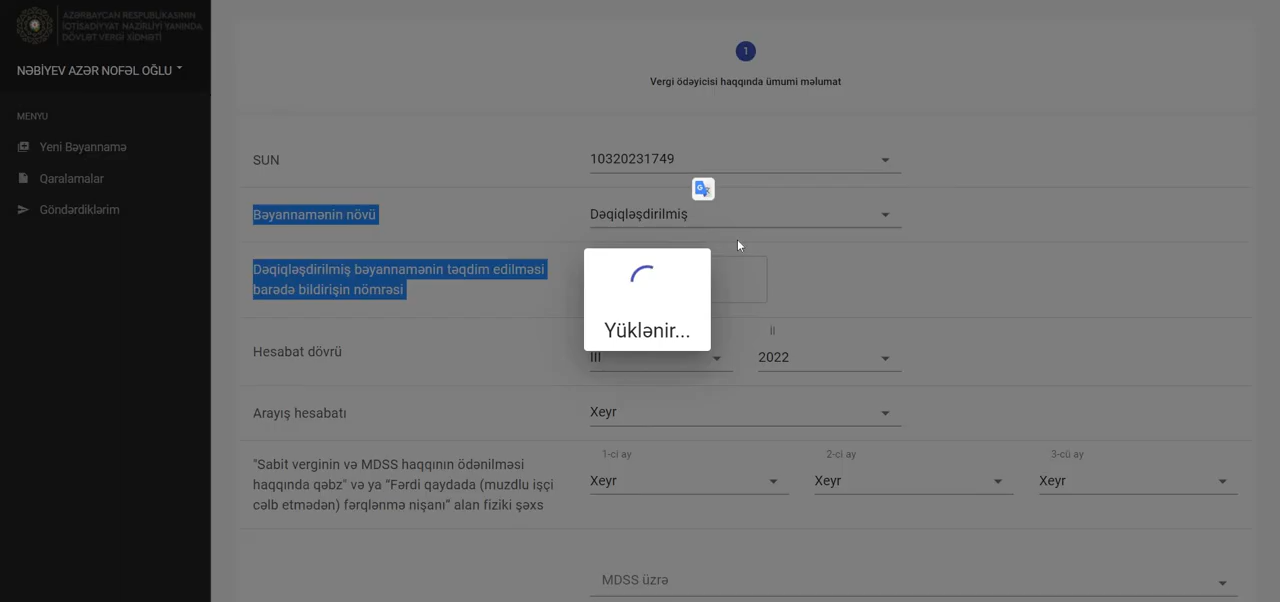 AZƏRBAYCAN RESPUBLİKASININ
İQTİSADİYYAT NAZİRLİYİ YANINDA
DÖVLƏT VERGİ XİDMƏTİ
NƏBİYEV AZƏR NOFƏL OĞLU
MENYU
Yeni Bəyannamə
Qaralamalar
Göndərdiklərim
1
Vergi ödəyicisi haqqında ümumi məlumat
SUN
10320231749
Bəyannamənin növü
Dəqiqləşdirilmiş
Dəqiqləşdirilmiş bəyannamənin təqdim edilməsi
barədə bildirişin nömrəsi
Yüklənir...
Hesabat dövrü
III
İl
2022
Arayış hesabatı
Xeyr
"Sabit verginin və MDSS haqqının ödənilməsi
haqqında qəbz" və ya "Fərdi qaydada (muzdlu işçi
cəlb etmədən) fərqlənmə nişanı" alan fiziki şəxs
1-ci ay
Xeyr
2-ci ay
Xeyr
3-cü ay
Xeyr
MDSS üzrə